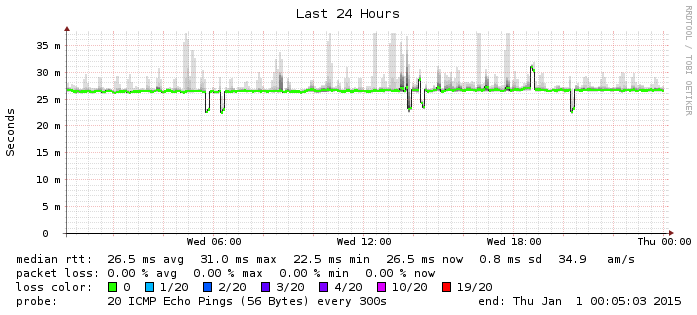 Last 24 Hours
RRDTOOL / TOBI OETIKER
Seconds
35 m
30 m
25 m
20 m
15 m
10 m
5 m
0
Wed 06:00 Wed 12:00 Wed 18:00 Thu 00:00
median rtt: 26.5 ms avg 31.0 ms max 22.5 ms min 26.5 ms now 0.8 ms sd 34.9 am/s
packet loss: 0.00 % avg 0.00 % max 0.00 % min 0.00 % now
loss color: 0 1/20 2/20 3/20 4/20 10/20 19/20
probe: 20 ICMP Echo Pings (56 Bytes) every 300s end: Thu Jan 1 00:05:03 2015